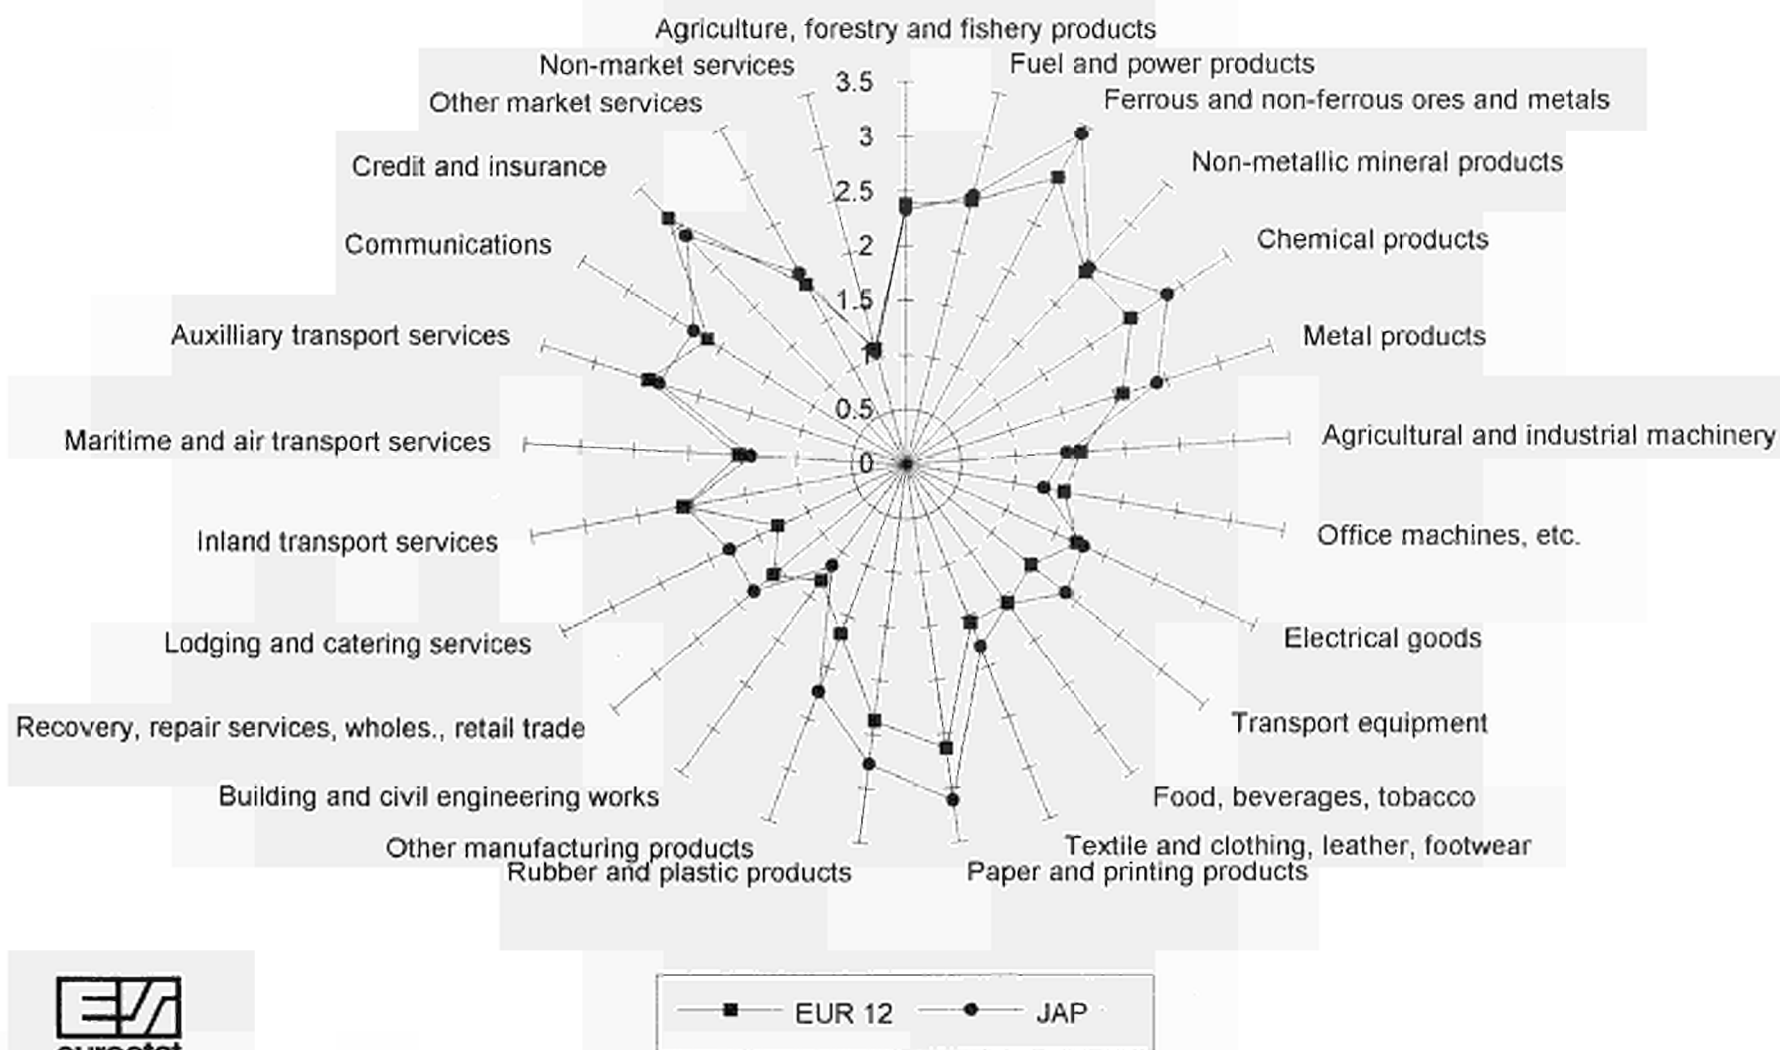 Agriculture, forestry and fishery products
Non-market services
Fuel and power products
3.5
Other market services
Ferrous and non-ferrous ores and metals
3
Credit and insurance
Non-metallic mineral products
2.5
Communications
2
Chemical products
1.5
Auxilliary transport services
Metal products
1
0.5
Maritime and air transport services
Agricultural and industrial machinery
0
Inland transport services
Office machines, etc.
Lodging and catering services
Electrical goods
Recovery, repair services, wholes., retail trade
Transport equipment
Building and civil engineering works
Food, beverages, tobacco
Other manufacturing products
Textile and clothing, leather, footwear
Rubber and plastic products
Paper and printing products
EUR 12
JAP
eurostat